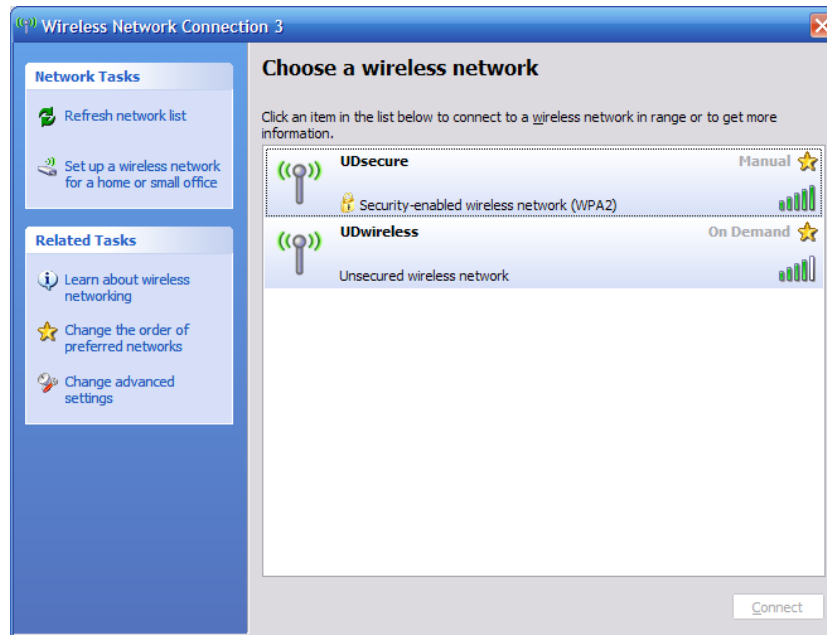 Wireless Network Connection 3
Network Tasks
Refresh network list
Set up a wireless network
for a home or small office
Related Tasks
Learn about wireless
networking
Change the order of
preferred networks
Change advanced
settings
Choose a wireless network
Click an item in the list below to connect to a wireless network in range or to get more
information.
UDsecure
Manual
Security-enabled wireless network (WPA2)
UDwireless
On Demand
Unsecured wireless network
Connect